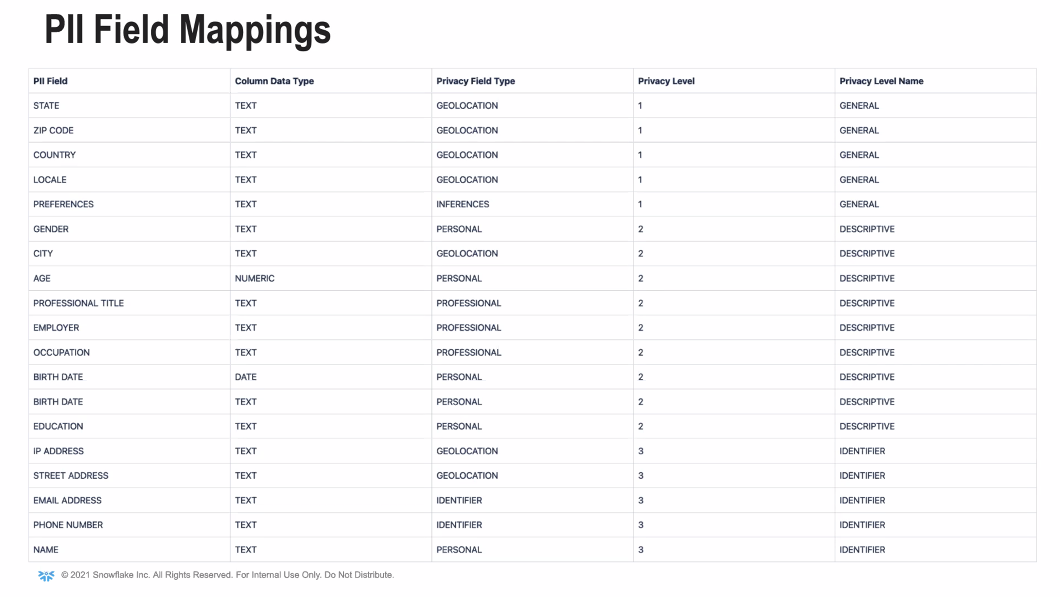 PII Field Mappings
PII Field Column Data Type Privacy Field Type Privacy Level Privacy Level Name
STATE TEXT GEOLOCATION 1 GENERAL
ZIP CODE TEXT GEOLOCATION 1 GENERAL
COUNTRY TEXT GEOLOCATION 1 GENERAL
LOCALE TEXT GEOLOCATION 1 GENERAL
PREFERENCES TEXT INFERENCES 1 GENERAL
GENDER TEXT PERSONAL 2 DESCRIPTIVE
CITY TEXT GEOLOCATION 2 DESCRIPTIVE
AGE NUMERIC PERSONAL 2 DESCRIPTIVE
PROFESSIONAL TITLE TEXT PROFESSIONAL 2 DESCRIPTIVE
EMPLOYER TEXT PROFESSIONAL 2 DESCRIPTIVE
OCCUPATION TEXT PROFESSIONAL 2 DESCRIPTIVE
BIRTH DATE DATE PERSONAL 2 DESCRIPTIVE
BIRTH DATE TEXT PERSONAL 2 DESCRIPTIVE
EDUCATION TEXT PERSONAL 2 DESCRIPTIVE
IP ADDRESS TEXT GEOLOCATION 3 IDENTIFIER
STREET ADDRESS TEXT GEOLOCATION 3 IDENTIFIER
EMAIL ADDRESS TEXT IDENTIFIER 3 IDENTIFIER
PHONE NUMBER TEXT IDENTIFIER 3 IDENTIFIER
NAME TEXT PERSONAL 3 IDENTIFIER
© 2021 Snowflake Inc. All Rights Reserved. For Internal Use Only. Do Not Distribute.